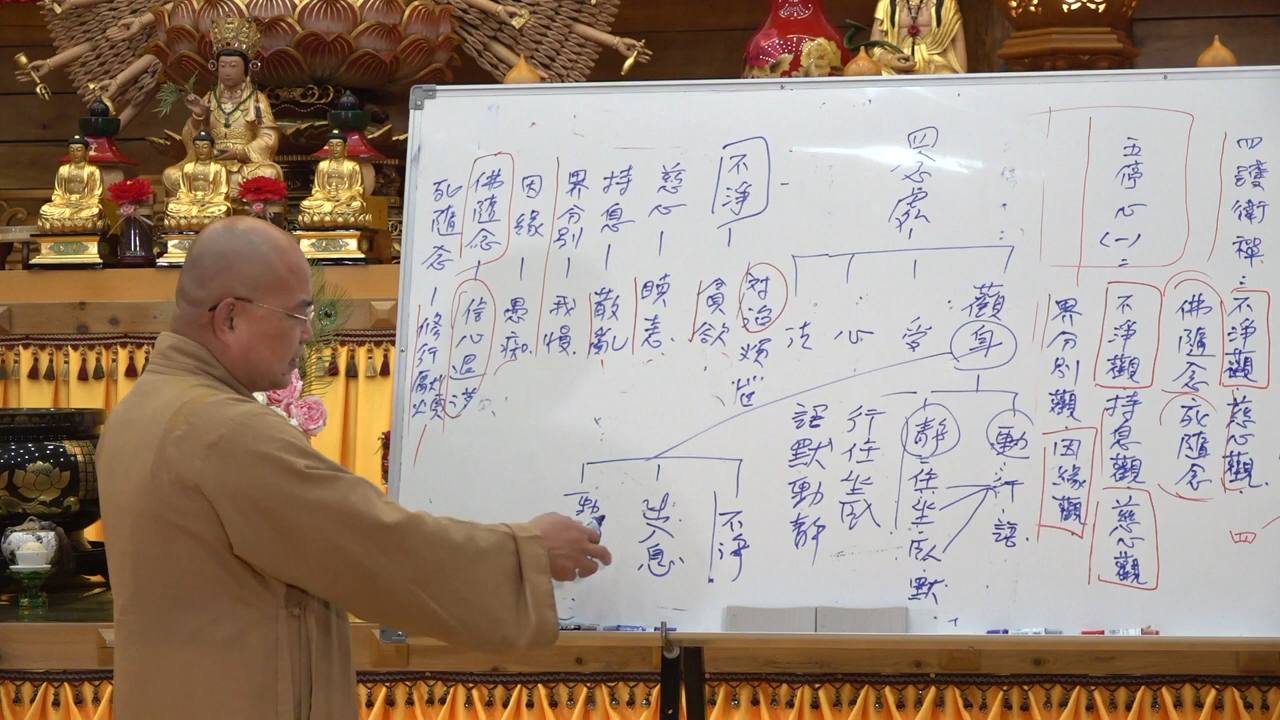 四護衛禪：不淨觀．慈心觀．
佛隨念 死隨念
五停心(一)：
不淨觀 持息觀 慈心觀
界分別觀．因緣觀
四
四念處
觀身
受
心
法
動：行．語．
靜：住坐臥默
行住坐臥
語默動靜
不淨
出入息．
動
對治煩惱
不淨－貪欲
慈心－瞋恚．
持息－散亂
界分別－我慢．
因緣－愚痴．
佛隨念－信心退
死隨念－修行